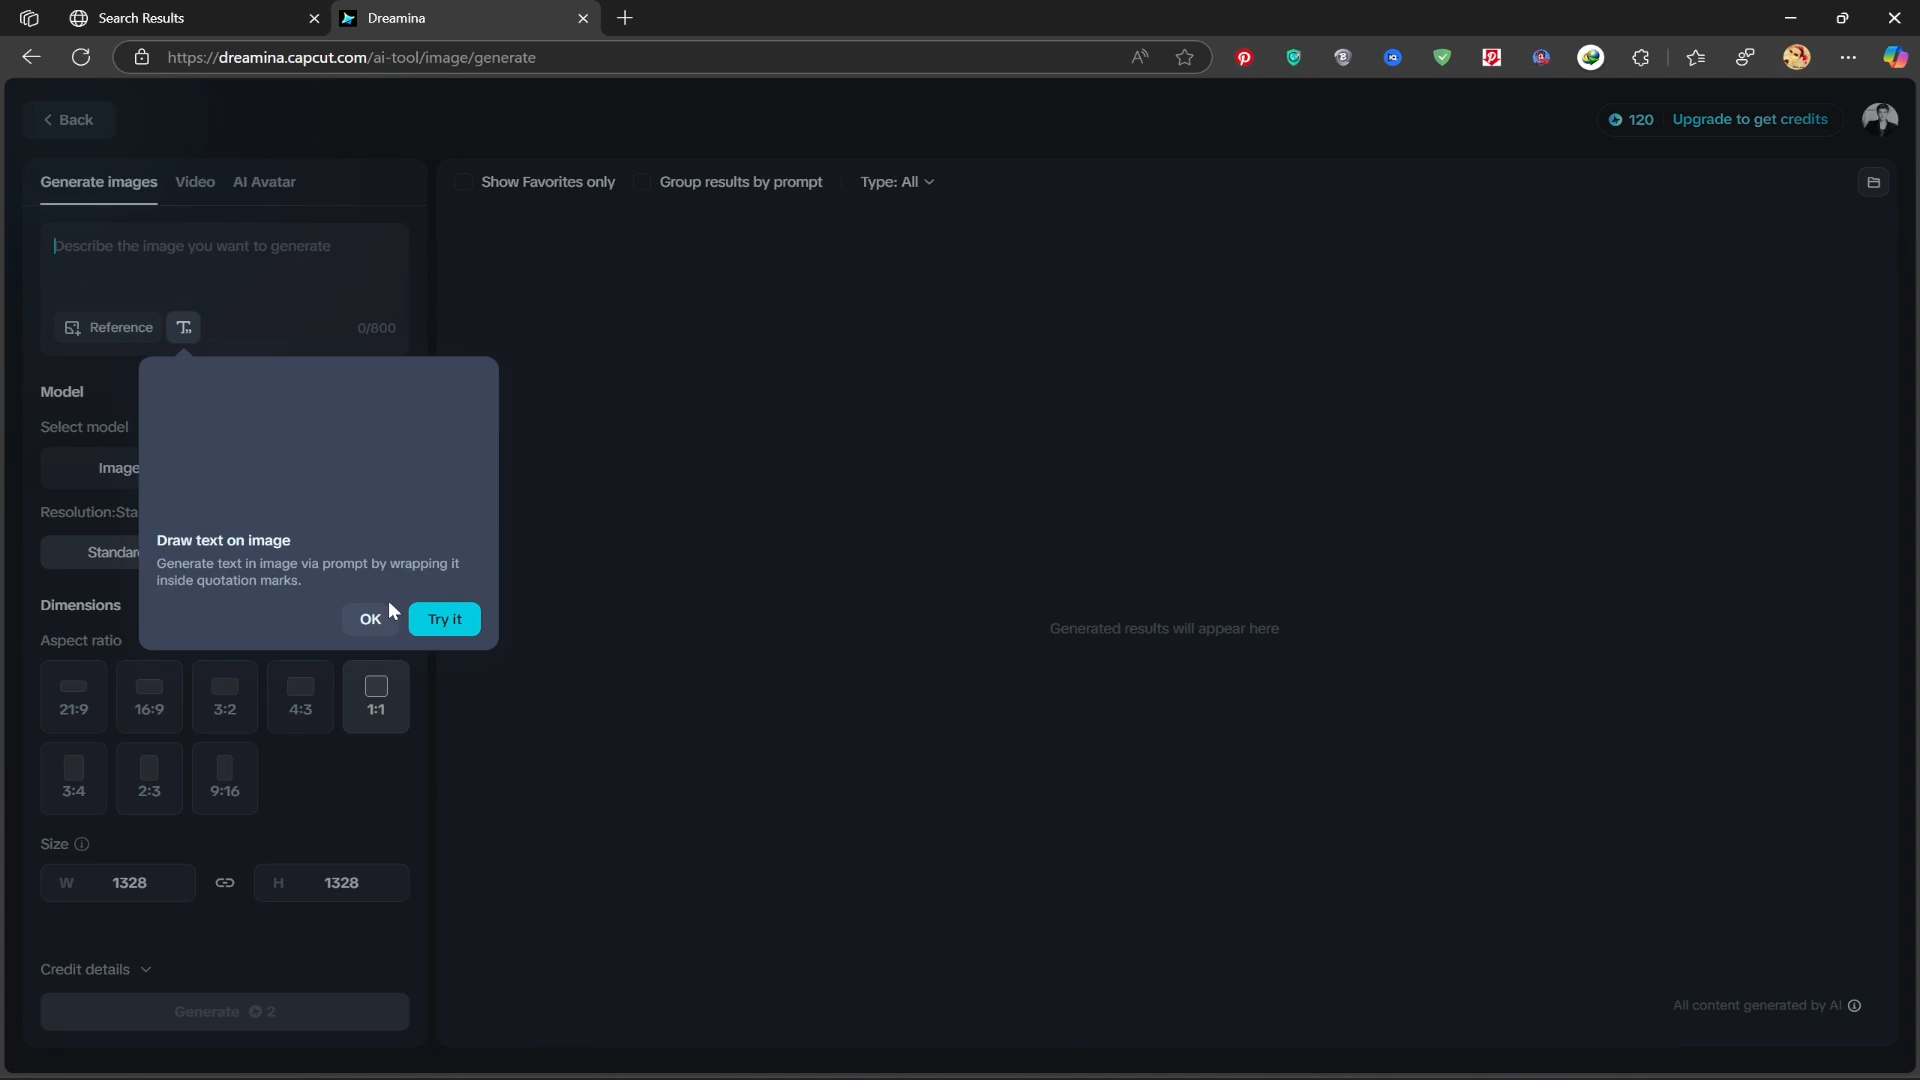 Search Results
Dreamina
https://dreamina.capcut.com/ai-tool/image/generate
Back
120 Upgrade to get credits
Generate images Video AI Avatar
Show Favorites only Group results by prompt Type: All
Describe the image you want to generate
Reference T 0/800
Model
Select model
Image
Resolution:Sta
Standar
Draw text on image
Generate text in image via prompt by wrapping it
inside quotation marks.
OK Try it
Generated results will appear here
Dimensions
Aspect ratio
21:9 16:9 3:2 4:3 1:1
3:4 2:3 9:16
Size
W 1328 H 1328
Credit details
Generate 2
All content generated by AI